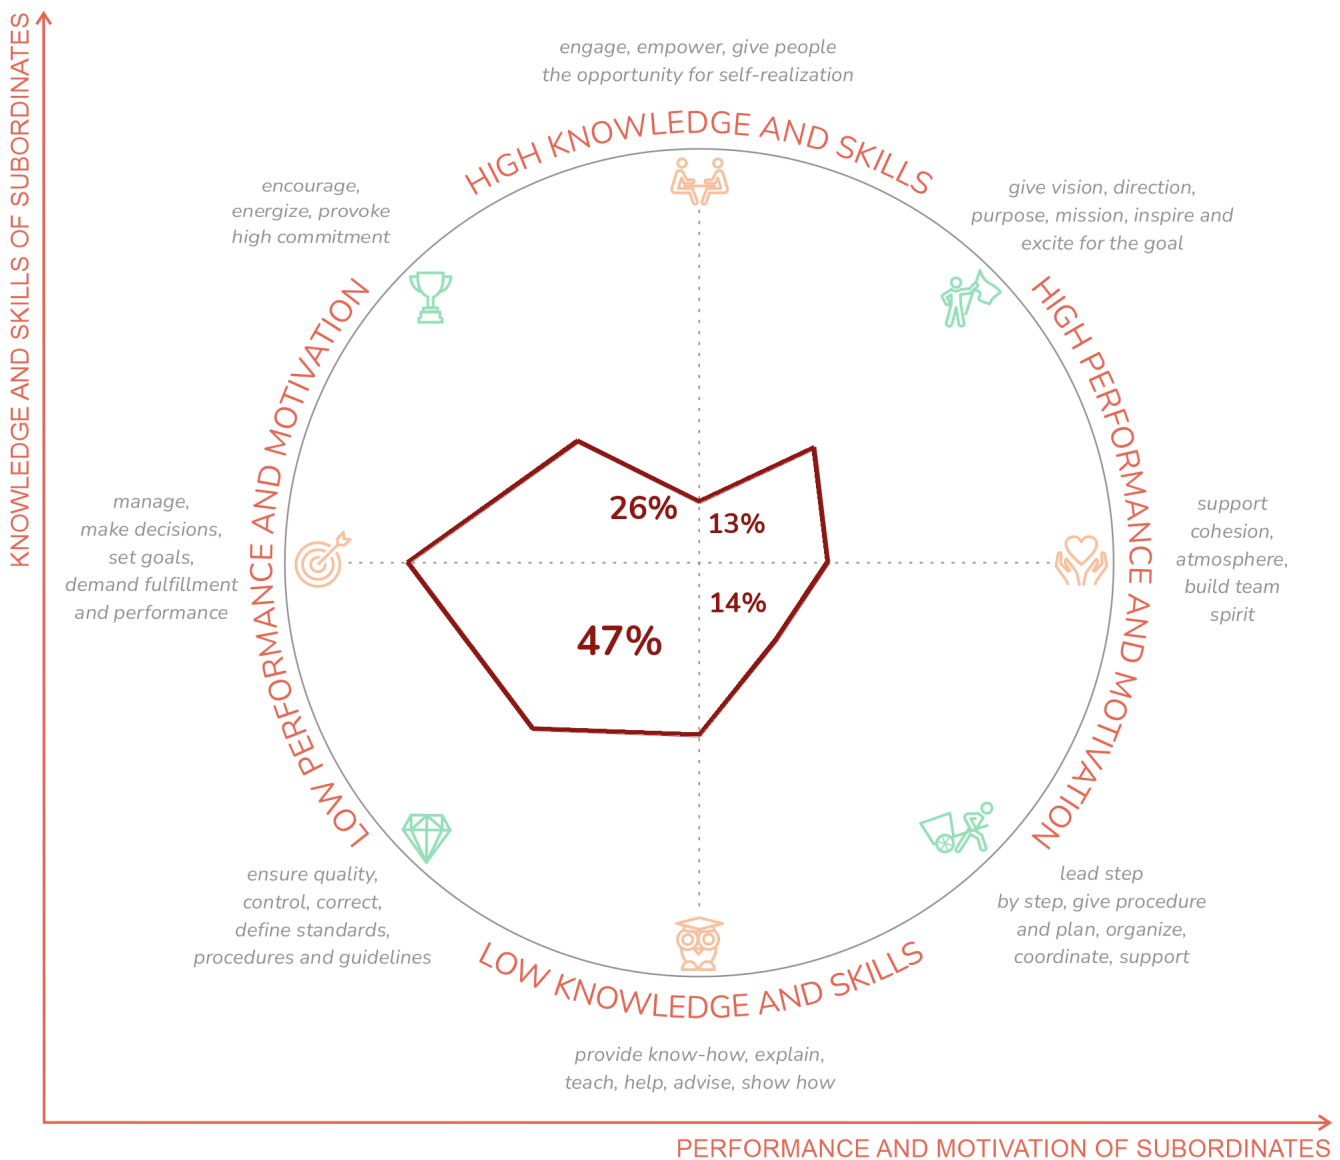 KNOWLEDGE AND SKILLS OF SUBORDINATES
engage, empower, give people
the opportunity for self-realization
HIGH KNOWLEDGE AND SKILLS
encourage,
energize, provoke
high commitment
give vision, direction,
purpose, mission, inspire and
excite for the goal
LOW PERFORMANCE AND MOTIVATION
HIGH PERFORMANCE AND MOTIVATION
manage,
make decisions,
set goals,
demand fulfillment
and performance
26%
13%
47%
14%
support
cohesion,
atmosphere,
build team
spirit
ensure quality,
control, correct,
define standards,
procedures and guidelines
lead step
by step, give procedure
and plan, organize,
coordinate, support
LOW KNOWLEDGE AND SKILLS
provide know-how, explain,
teach, help, advise, show how
PERFORMANCE AND MOTIVATION OF SUBORDINATES